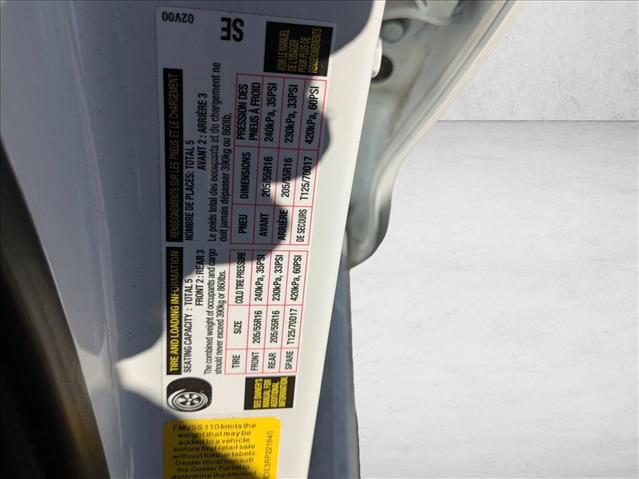 TIRE AND LOADING INFORMATION
SEATING CAPACITY : TOTAL 5
FRONT 2 : REAR 3
The combined weight of occupants and cargo
should never exceed 390kg or 860lbs.
TIRE SIZE COLD TIRE PRESSURE
FRONT 205/55R16 240kPa, 35PSI
REAR 205/55R16 230kPa, 33PSI
SPARE T125/70D17 420kPa, 60PSI
SEE OWNER'S
MANUAL FOR
ADDITIONAL
INFORMATION
RENSEIGNEMENTS SUR LES PNEUS ET LE CHARGEMENT
NOMBRE DE PLACES: TOTAL 5
AVANT 2 : ARRIÈRE 3
Le poids total des occupants et du chargement ne
doit jamais dépasser 390kg ou 860lb.
PNEU DIMENSIONS PRESSION DES
PNEUS À FROID
AVANT 205/55R16 240kPa, 35PSI
ARRIÈRE 205/55R16 230kPa, 33PSI
DE SECOURS T125/70D17 420kPa, 60PSI
VOIR LE MANUEL
DE L'USAGER
POUR PLUS DE
RENSEIGNEMENTS
02V00
SE
FMVSS 110 limits the
weight that may be
added to a vehicle
before first retail sale
without further labels
Dealer must consult
the Dealer Portal to
determine the amount